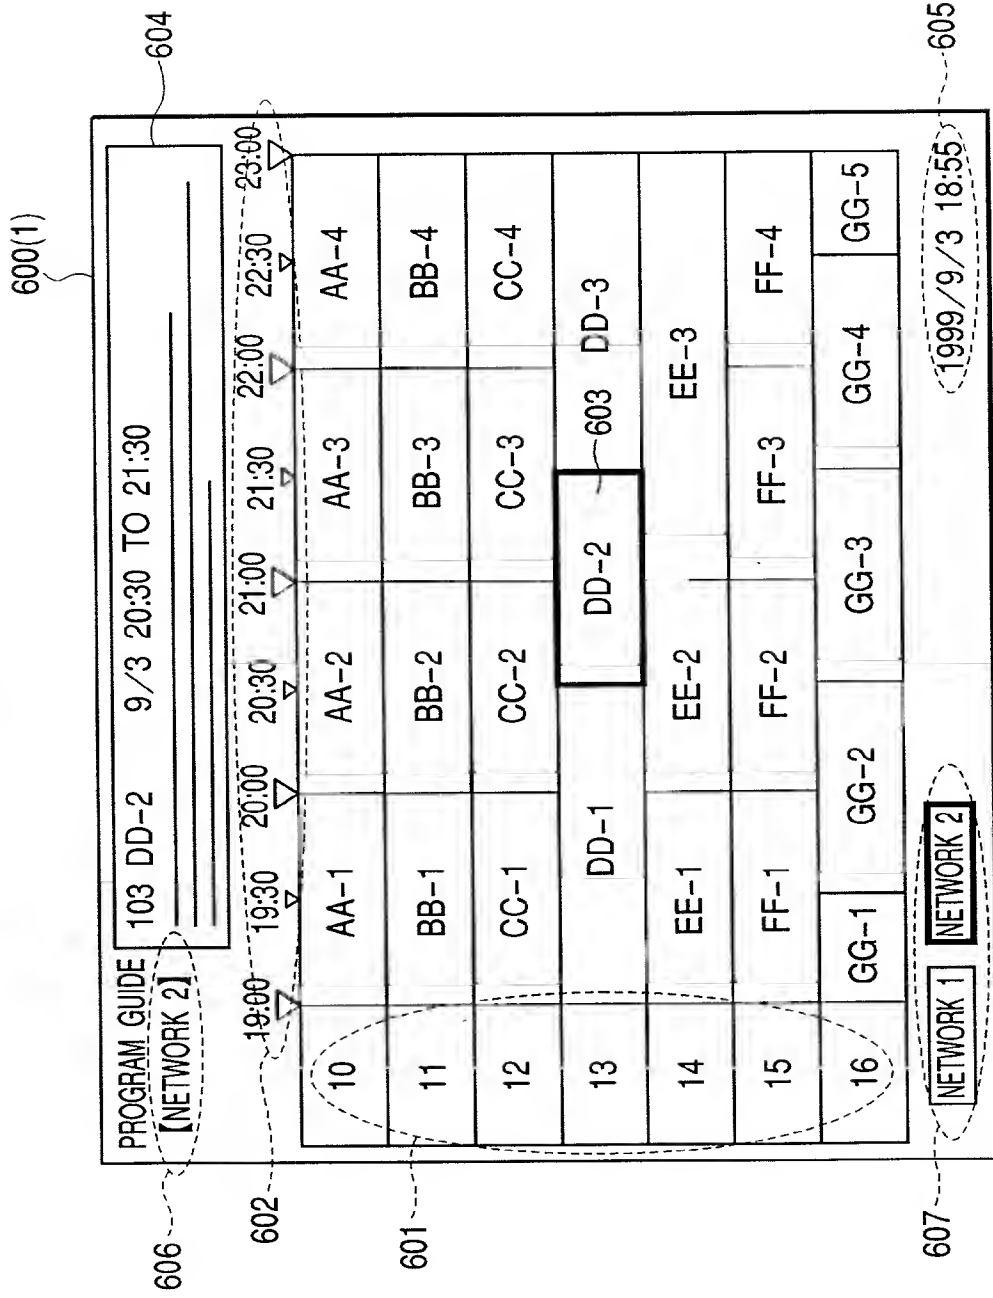 600(1)
604
PROGRAM GUIDE
【NETWORK 2】
103 DD-2 9/3 20:30 TO 21:30
606
602
19:00 19:30 20:00 20:30 21:00 21:30 22:00 22:30 23:00
10 AA-1 AA-2 AA-3 AA-4
11 BB-1 BB-2 BB-3 BB-4
12 CC-1 CC-2 CC-3 CC-4
13 DD-1 DD-2 603 DD-3
14 EE-1 EE-2 EE-3
15 FF-1 FF-2 FF-3 FF-4
16 GG-1 GG-2 GG-3 GG-4 GG-5
601
NETWORK 1 NETWORK 2 1999/9/3 18:55
607
605